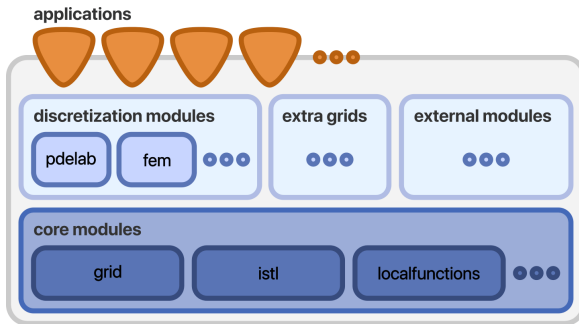 applications
discretization modules
extra grids
external modules
pdelab
fem
core modules
grid
istl
localfunctions